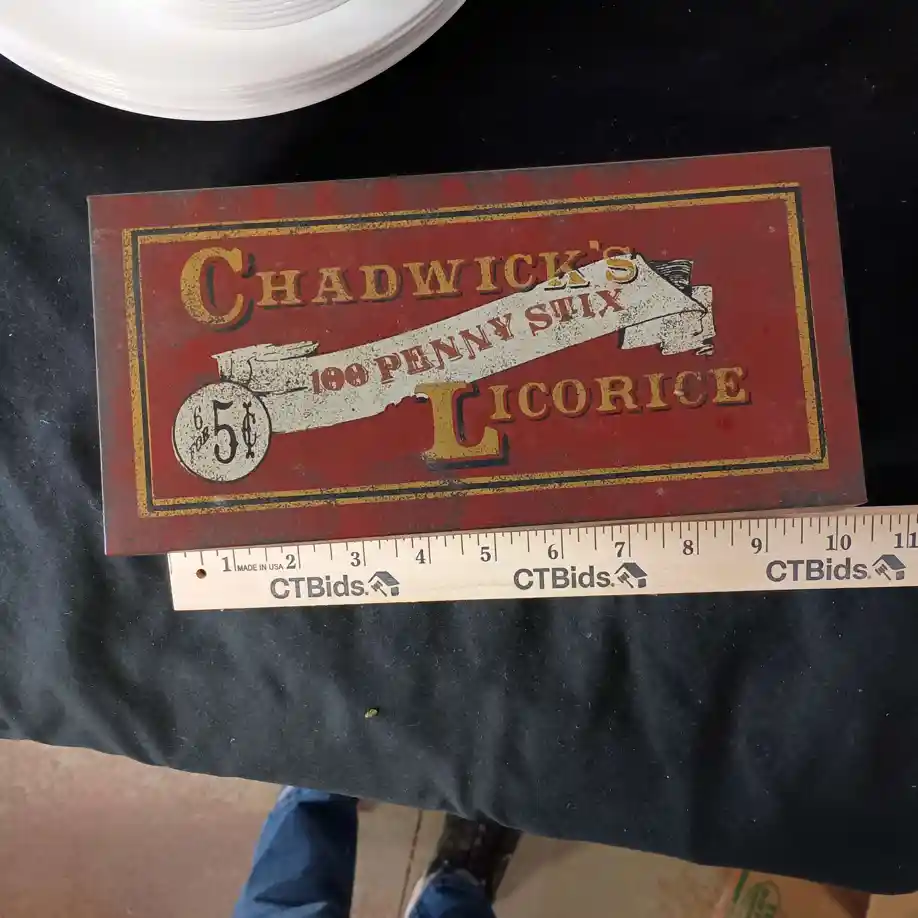 CHADWICK'S
100 PENNY STIX
LICORICE
6 FOR 5¢
1 2 3 4 5 6 7 8 9 10 11
MADE IN USA
CTBids. CTBids. CTBids.